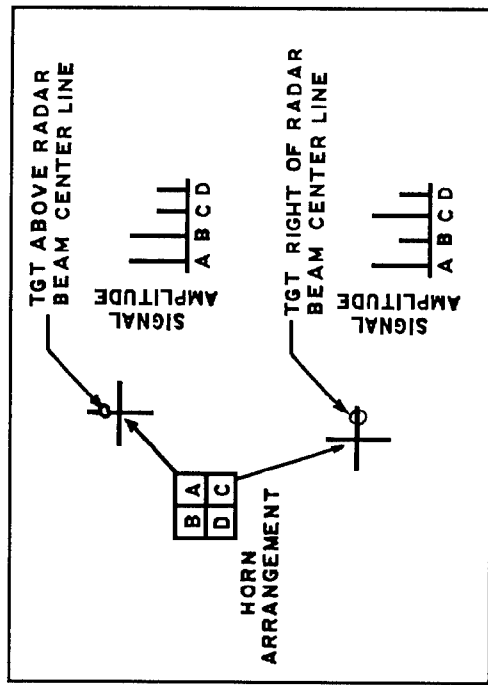 TGT ABOVE RADAR
BEAM CENTER LINE
SIGNAL
AMPLITUDE
A B C D
B A
D C
HORN
ARRANGEMENT
TGT RIGHT OF RADAR
BEAM CENTER LINE
SIGNAL
AMPLITUDE
A B C D